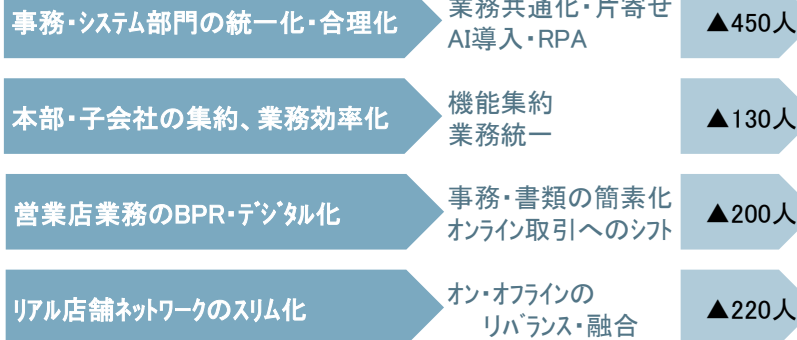 事務・ｼｽﾃﾑ部門の統一化・合理化
業務共通化・片寄せ
AI導入・RPA
▲450人
本部・子会社の集約、業務効率化
機能集約
業務統一
▲130人
営業店業務のBPR・ﾃﾞｼﾞﾀﾙ化
事務・書類の簡素化
ｵﾝﾗｲﾝ取引へのｼﾌﾄ
▲200人
ﾘｱﾙ店舗ﾈｯﾄﾜｰｸのｽﾘﾑ化
ｵﾝ・ｵﾌﾗｲﾝの
ﾘﾊﾞﾗﾝｽ・融合
▲220人